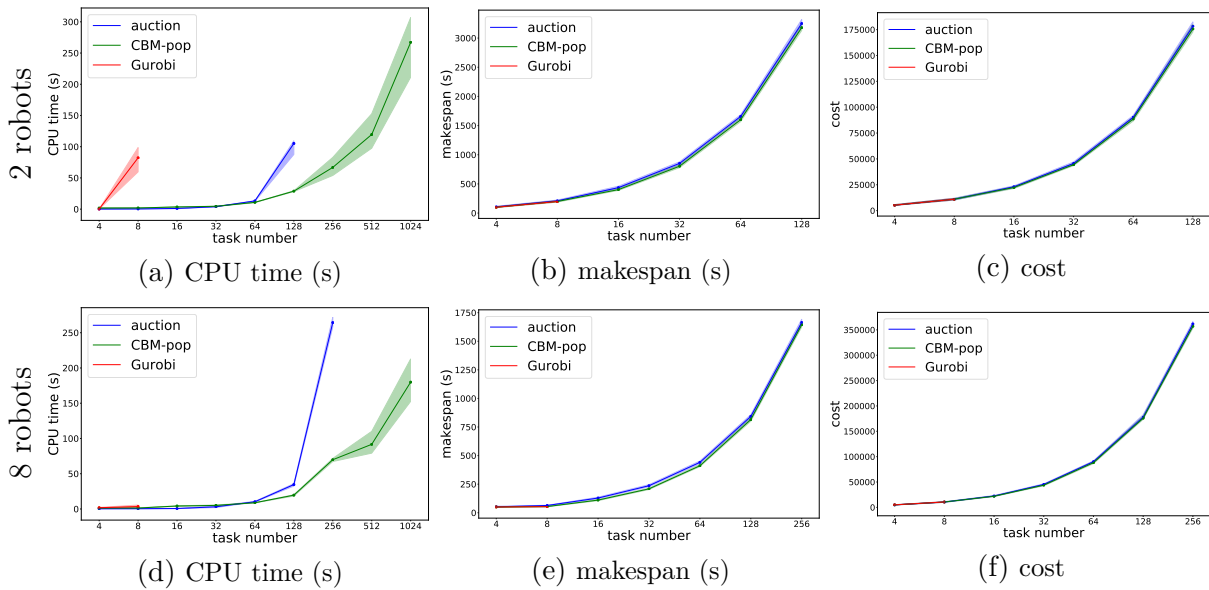 2 robots
300
250
200
150
100
50
0
CPU time (s)
auction
CBM-pop
Gurobi
4 8 16 32 64 128 256 512 1024
task number
(a) CPU time (s)
3000
2500
2000
1500
1000
500
0
makespan (s)
auction
CBM-pop
Gurobi
4 8 16 32 64 128
task number
(b) makespan (s)
175000
150000
125000
100000
75000
50000
25000
0
cost
auction
CBM-pop
Gurobi
4 8 16 32 64 128
task number
(c) cost
8 robots
250
200
150
100
50
0
CPU time (s)
auction
CBM-pop
Gurobi
4 8 16 32 64 128 256 512 1024
task number
(d) CPU time (s)
1750
1500
1250
1000
750
500
250
0
makespan (s)
auction
CBM-pop
Gurobi
4 8 16 32 64 128 256
task number
(e) makespan (s)
350000
300000
250000
200000
150000
100000
50000
0
cost
auction
CBM-pop
Gurobi
4 8 16 32 64 128 256
task number
(f) cost